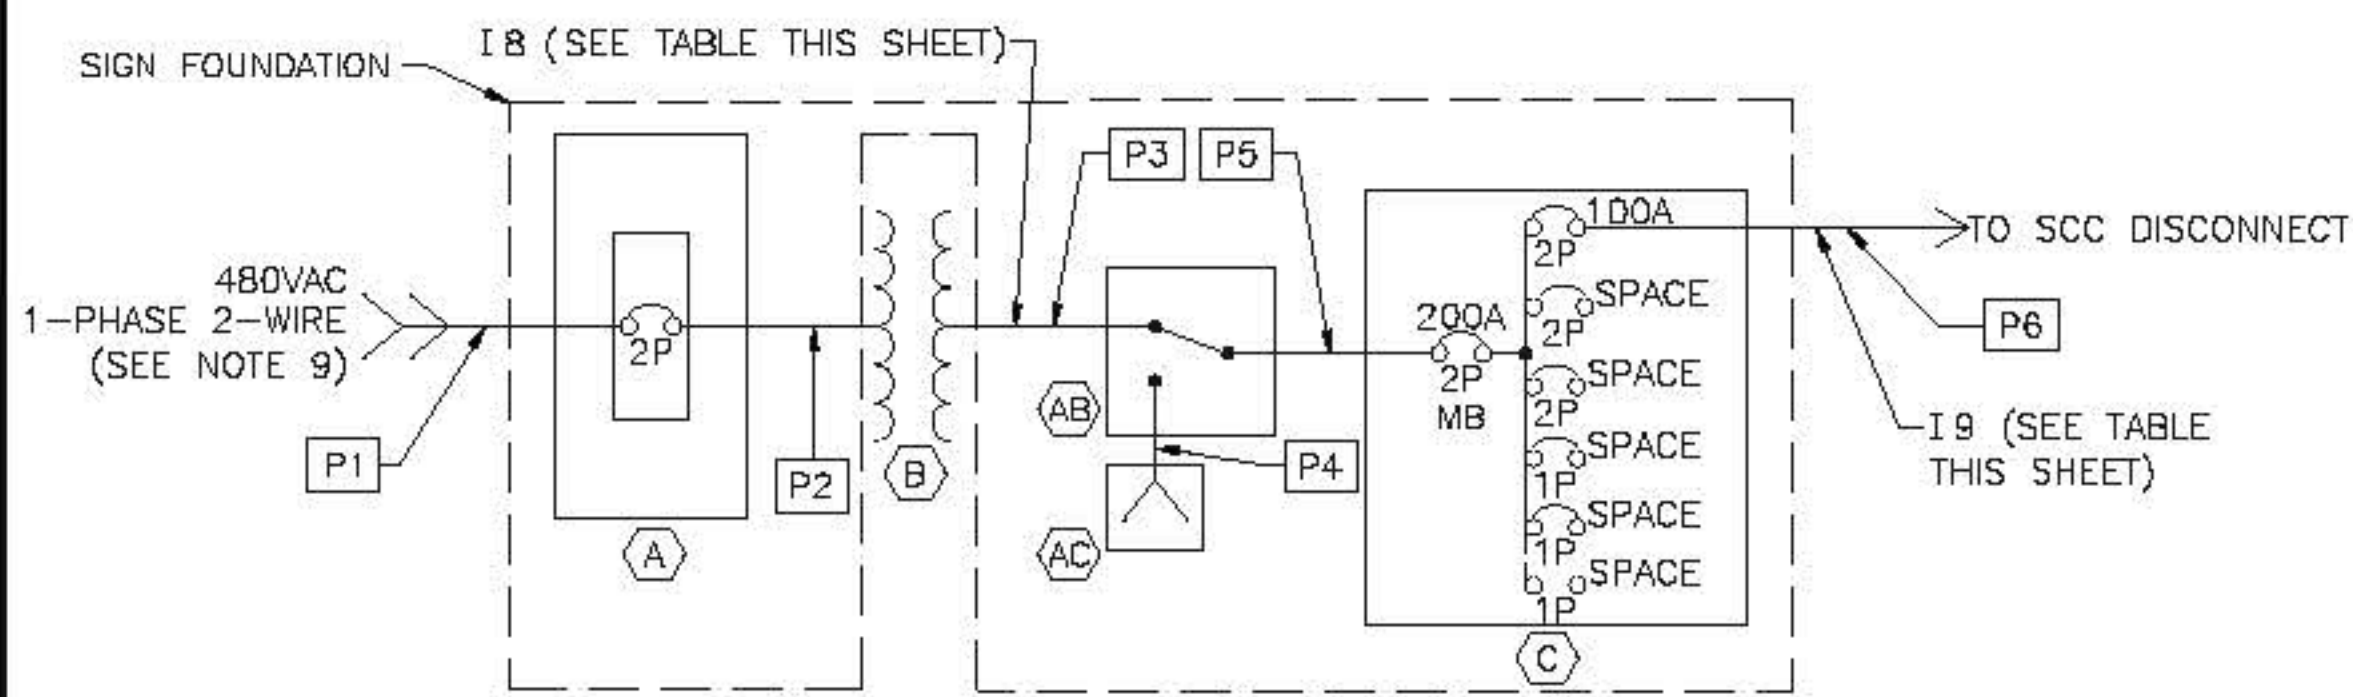 SIGN FOUNDATION
I8 (SEE TABLE THIS SHEET)
P3
P5
480VAC
1-PHASE 2-WIRE
(SEE NOTE 9)
2P
P1
P2
A
B
AB
AC
P4
200A
2P
MB
100A
2P
SPACE
2P
SPACE
2P
SPACE
1P
SPACE
1P
SPACE
1P
C
TO SCC DISCONNECT
P6
I9 (SEE TABLE
THIS SHEET)